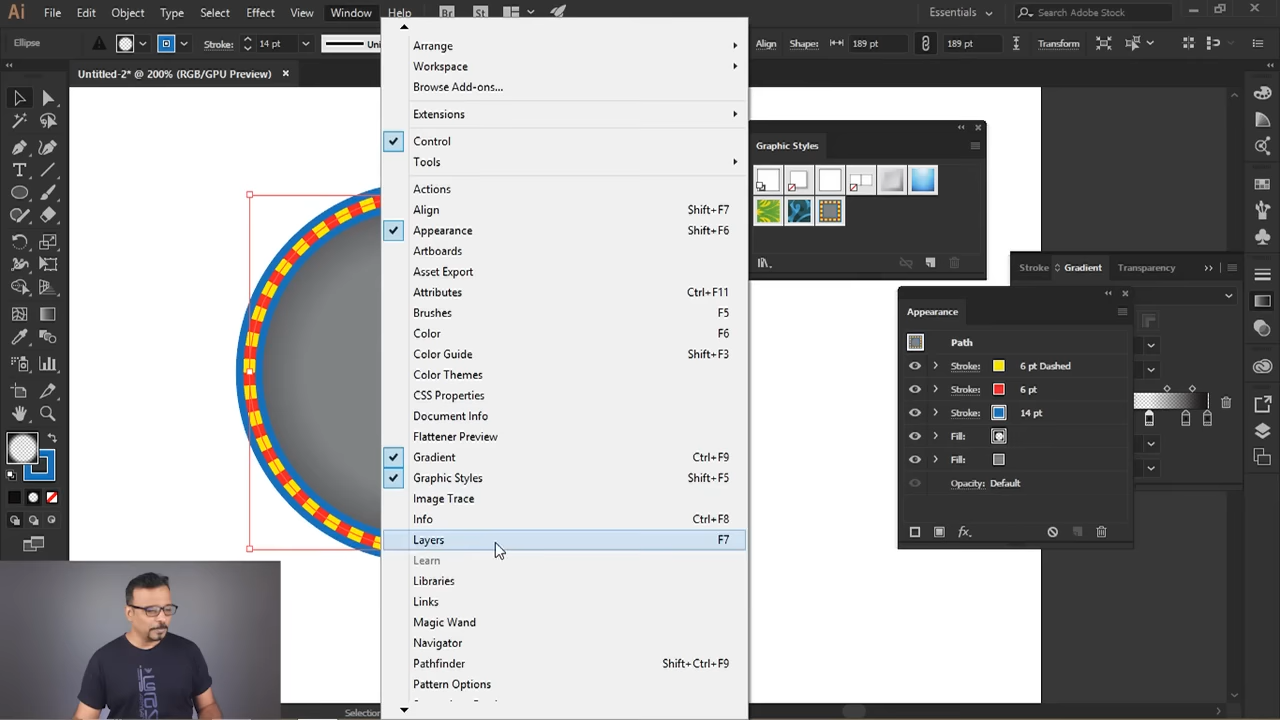 Ai File Edit Object Type Select Effect View Window Help Br St Essentials Search Adobe Stock
Ellipse Stroke: 14 pt Uni Align Shape: 189 pt 189 pt Transform
Untitled-2* @ 200% (RGB/GPU Preview) ×
Arrange
Workspace
Browse Add-ons...
Extensions
Control
Tools
Actions
Align Shift+F7
Appearance Shift+F6
Artboards
Asset Export
Attributes Ctrl+F11
Brushes F5
Color F6
Color Guide Shift+F3
Color Themes
CSS Properties
Document Info
Flattener Preview
Gradient Ctrl+F9
Graphic Styles Shift+F5
Image Trace
Info Ctrl+F8
Layers F7
Learn
Libraries
Links
Magic Wand
Navigator
Pathfinder Shift+Ctrl+F9
Pattern Options
Graphic Styles
Stroke Gradient Transparency
Appearance
Path
Stroke: 6 pt Dashed
Stroke: 6 pt
Stroke: 14 pt
Fill:
Fill:
Opacity: Default
fx.
Selection